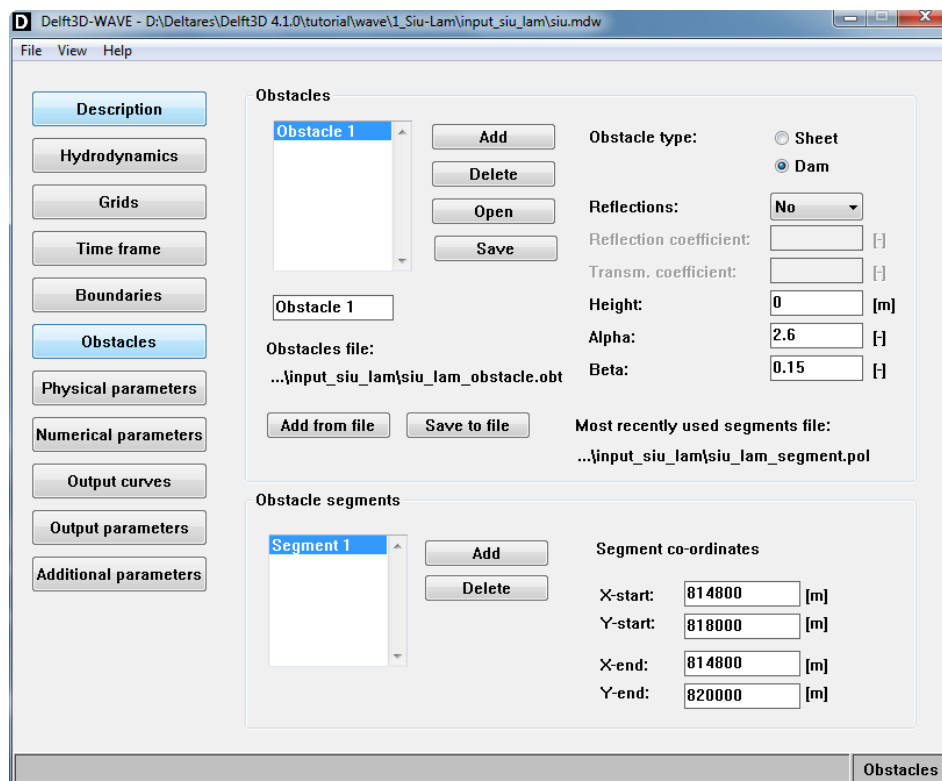 Delft3D-WAVE - D:\Deltares\Delft3D 4.1.0\tutorial\wave\1_Siu-Lam\input_siu_lam\siu.mdw
File View Help
Description
Hydrodynamics
Grids
Time frame
Boundaries
Obstacles
Physical parameters
Numerical parameters
Output curves
Output parameters
Additional parameters
Obstacles
Obstacle 1
Add
Delete
Open
Save
Obstacle 1
Obstacles file:
...\input_siu_lam\siu_lam_obstacle.obt
Add from file Save to file
Obstacle type: Sheet
Dam
Reflections: No
Reflection coefficient: [-]
Transm. coefficient: [-]
Height: 0 [m]
Alpha: 2.6 [-]
Beta: 0.15 [-]
Most recently used segments file:
...\input_siu_lam\siu_lam_segment.pol
Obstacle segments
Segment 1
Add
Delete
Segment co-ordinates
X-start: 814800 [m]
Y-start: 818000 [m]
X-end: 814800 [m]
Y-end: 820000 [m]
Obstacles